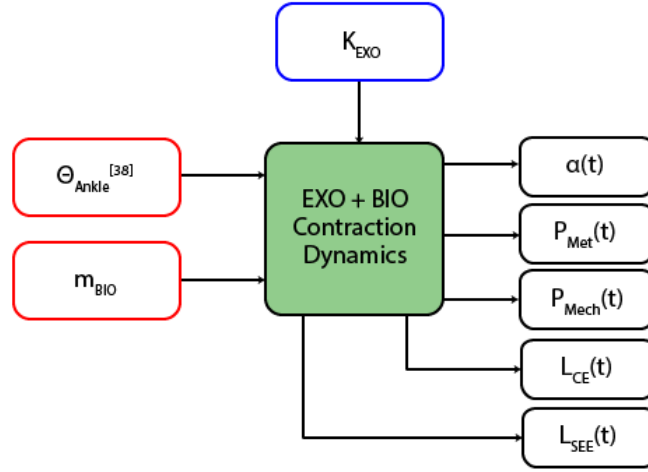 K_EXO
Θ_Ankle^[38]
m_BIO
EXO + BIO
Contraction
Dynamics
α(t)
P_Met(t)
P_Mech(t)
L_CE(t)
L_SEE(t)